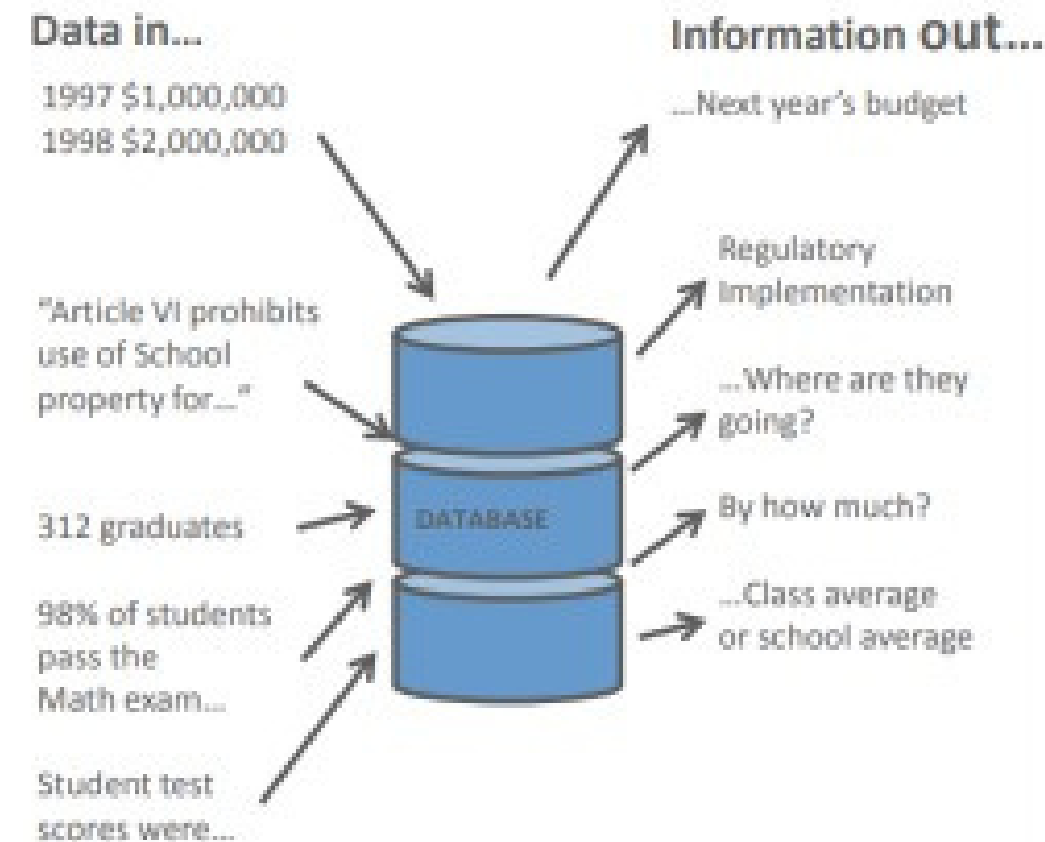 Data in...
1997 $1,000,000
1998 $2,000,000
"Article VI prohibits
use of School
property for..."
312 graduates
98% of students
pass the
Math exam...
Student test
scores were...
DATABASE
Information out...
...Next year's budget
Regulatory
Implementation
...Where are they
going?
By how much?
...Class average
or school average